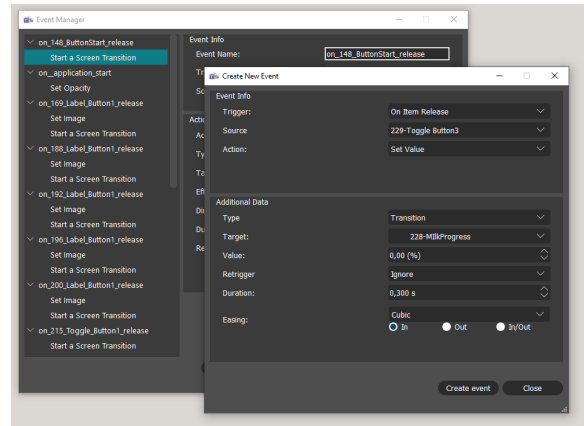 Event Manager
on_148_ButtonStart_release
Start a Screen Transition
on__application_start
Set Opacity
on_169_Label_Button1_release
Set Image
Start a Screen Transition
on_188_Label_Button1_release
Set Image
Start a Screen Transition
on_192_Label_Button1_release
Set Image
Start a Screen Transition
on_196_Label_Button1_release
Set Image
Start a Screen Transition
on_200_Label_Button1_release
Set Image
Start a Screen Transition
on_215_Toggle_Button1_release
Start a Screen Transition
Event Info
Event Name: on_148_ButtonStart_release
Create New Event
Event Info
Trigger: On Item Release
Source 229-Toggle Button3
Action: Set Value
Additional Data
Type Transition
Target: 228-MIlkProgress
Value: 0,00 (%)
Retrigger Ignore
Duration: 0,300 s
Easing: Cubic
In Out In/Out
Create event Close